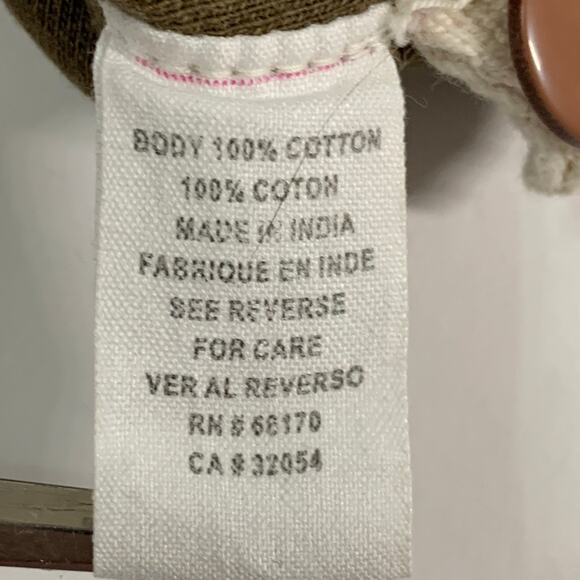 BODY 100% COTTON
100% COTON
MADE IN INDIA
FABRIQUE EN INDE
SEE REVERSE
FOR CARE
VER AL REVERSO
RN # 66170
CA # 32054